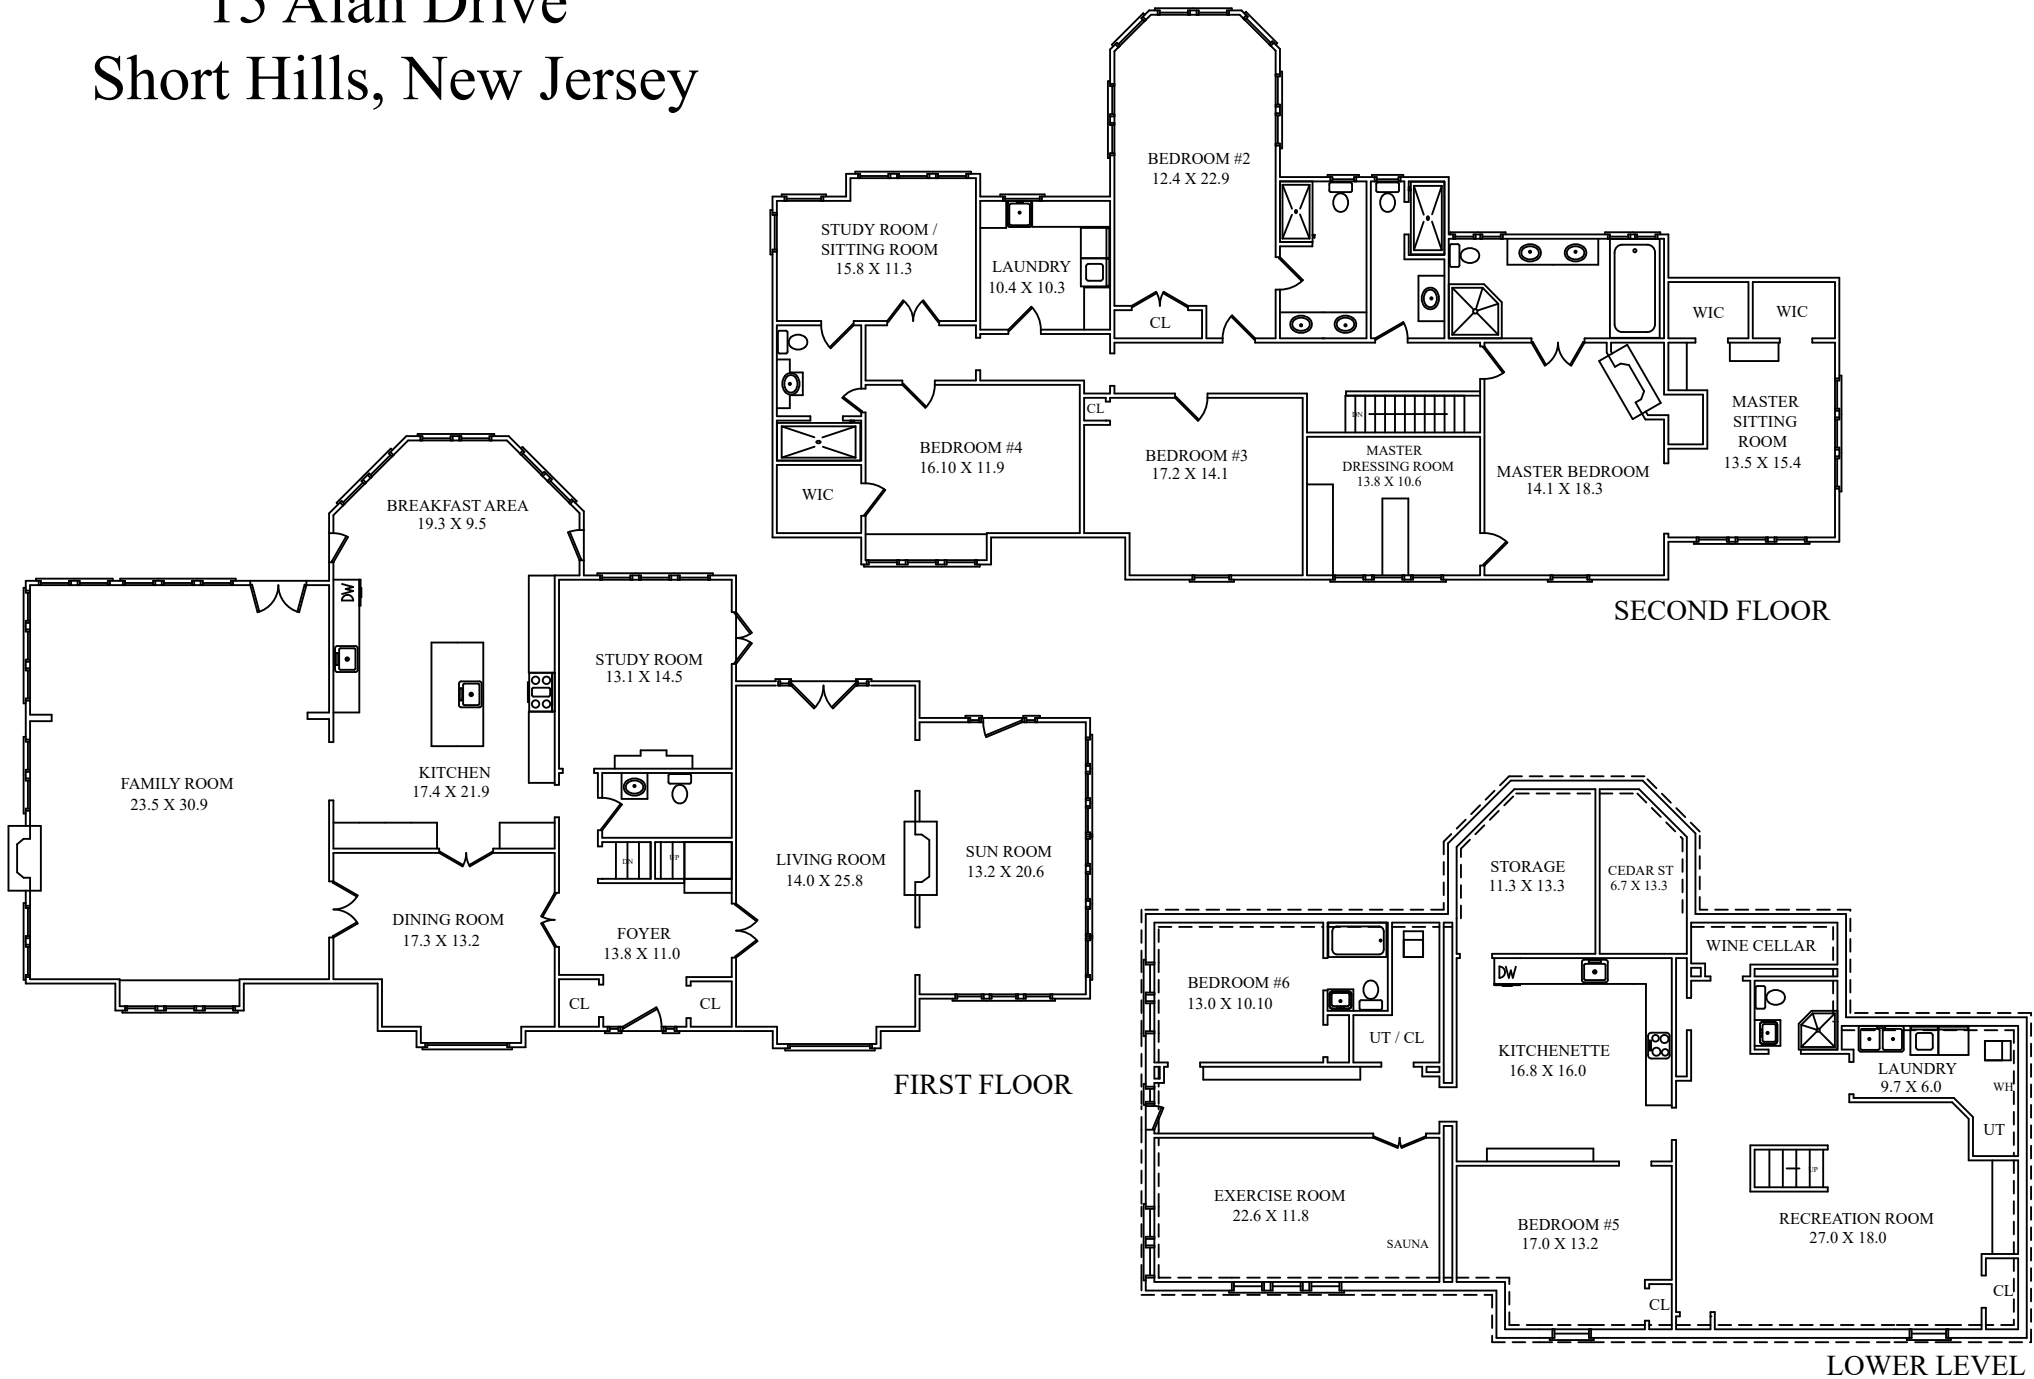 15 Alan Drive
Short Hills, New Jersey
BEDROOM #2
12.4 X 22.9
STUDY ROOM /
SITTING ROOM
15.8 X 11.3
LAUNDRY
10.4 X 10.3
CL
WIC
WIC
CL
DN
MASTER
SITTING
ROOM
13.5 X 15.4
BEDROOM #4
16.10 X 11.9
BEDROOM #3
17.2 X 14.1
MASTER
DRESSING ROOM
13.8 X 10.6
MASTER BEDROOM
14.1 X 18.3
WIC
SECOND FLOOR
BREAKFAST AREA
19.3 X 9.5
DW
STUDY ROOM
13.1 X 14.5
FAMILY ROOM
23.5 X 30.9
KITCHEN
17.4 X 21.9
DN
UP
LIVING ROOM
14.0 X 25.8
SUN ROOM
13.2 X 20.6
DINING ROOM
17.3 X 13.2
FOYER
13.8 X 11.0
CL
CL
FIRST FLOOR
STORAGE
11.3 X 13.3
CEDAR ST
6.7 X 13.3
WINE CELLAR
BEDROOM #6
13.0 X 10.10
DW
UT / CL
KITCHENETTE
16.8 X 16.0
LAUNDRY
9.7 X 6.0
WH
UT
UP
EXERCISE ROOM
22.6 X 11.8
SAUNA
BEDROOM #5
17.0 X 13.2
RECREATION ROOM
27.0 X 18.0
CL
CL
LOWER LEVEL